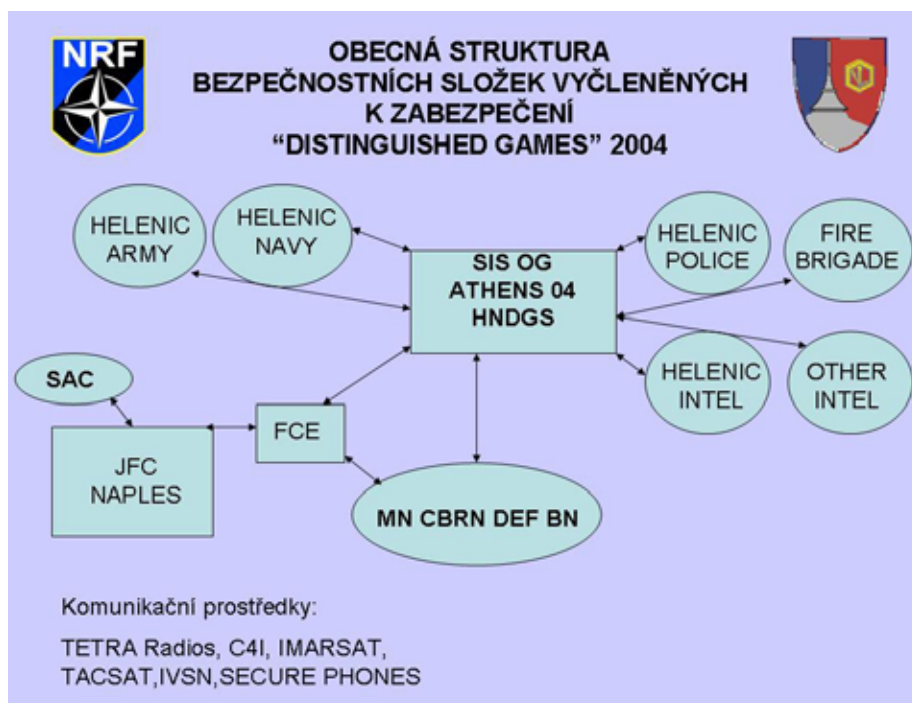 NRF
OBECNÁ STRUKTURA
BEZPEČNOSTNÍCH SLOŽEK VYČLENĚNÝCH
K ZABEZPEČENÍ
“DISTINGUISHED GAMES” 2004
HELENIC
ARMY
HELENIC
NAVY
SIS OG
ATHENS 04
HNDGS
HELENIC
POLICE
FIRE
BRIGADE
SAC
FCE
JFC
NAPLES
HELENIC
INTEL
OTHER
INTEL
MN CBRN DEF BN
Komunikační prostředky:
TETRA Radios, C4I, IMARSAT,
TACSAT,IVSN,SECURE PHONES